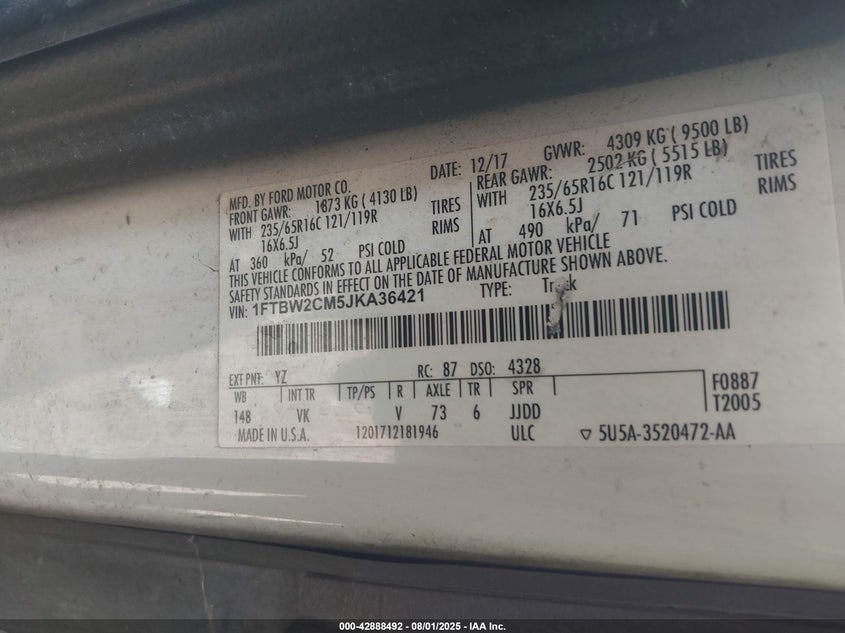 MFD. BY FORD MOTOR CO.
DATE: 12/17 GVWR: 4309 KG ( 9500 LB)
FRONT GAWR: 1873 KG ( 4130 LB)
WITH 235/65R16C 121/119R TIRES
16X6.5J RIMS
AT 360 kPa/ 52 PSI COLD
REAR GAWR: 2502 KG ( 5515 LB)
WITH 235/65R16C 121/119R TIRES
16X6.5J RIMS
AT 490 kPa/ 71 PSI COLD
THIS VEHICLE CONFORMS TO ALL APPLICABLE FEDERAL MOTOR VEHICLE
SAFETY STANDARDS IN EFFECT ON THE DATE OF MANUFACTURE SHOWN ABOVE.
VIN: 1FTBW2CM5JKA36421 TYPE: Truck
EXT PNT: YZ RC: 87 DSO: 4328
WB INT TR TP/PS R AXLE TR SPR F0887
148 VK V 73 6 JJDD T2005
MADE IN U.S.A. 1201712181946 ULC ▽ 5U5A-3520472-AA
000-42888492 - 08/01/2025 - IAA Inc.